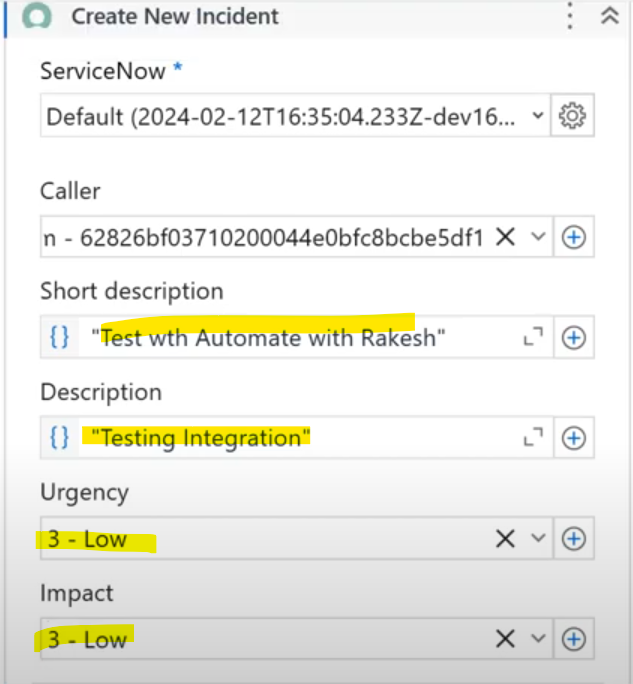 Create New Incident
ServiceNow *
Default (2024-02-12T16:35:04.233Z-dev16...
Caller
n - 62826bf03710200044e0bfc8bcbe5df1
Short description
{} "Test wth Automate with Rakesh"
Description
{} "Testing Integration"
Urgency
3 - Low
Impact
3 - Low